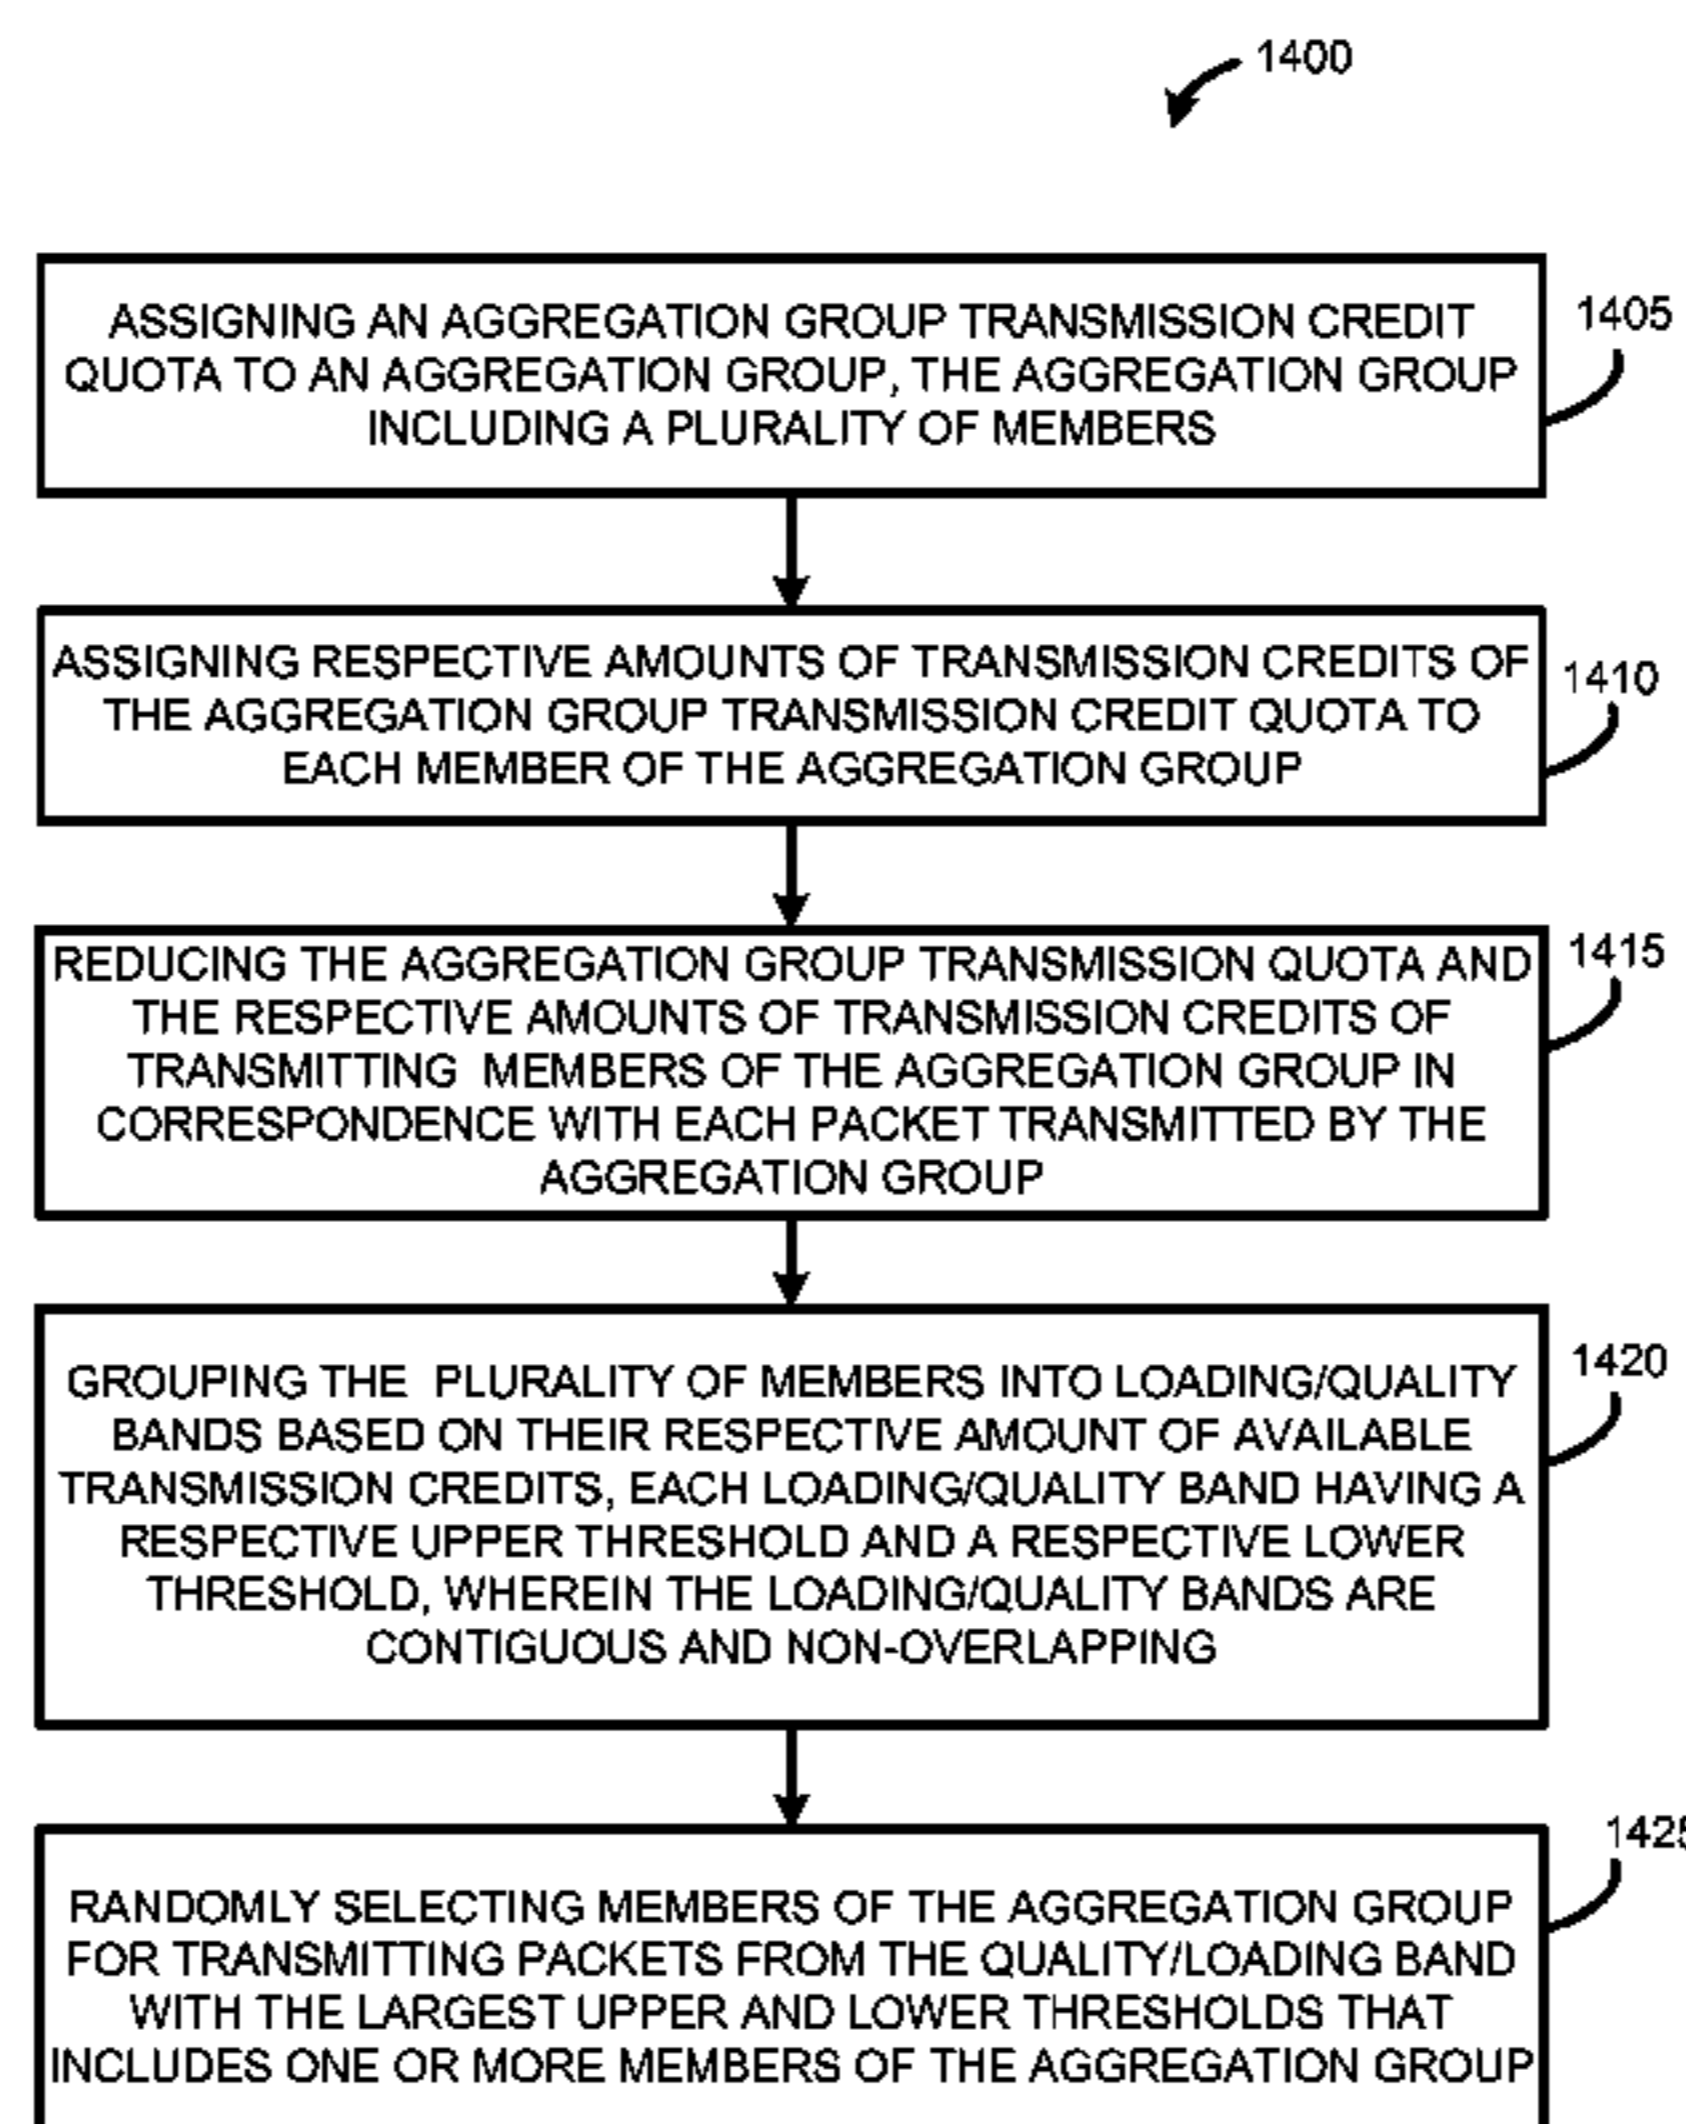 1400
ASSIGNING AN AGGREGATION GROUP TRANSMISSION CREDIT
QUOTA TO AN AGGREGATION GROUP, THE AGGREGATION GROUP
INCLUDING A PLURALITY OF MEMBERS
1405
ASSIGNING RESPECTIVE AMOUNTS OF TRANSMISSION CREDITS OF
THE AGGREGATION GROUP TRANSMISSION CREDIT QUOTA TO
EACH MEMBER OF THE AGGREGATION GROUP
1410
REDUCING THE AGGREGATION GROUP TRANSMISSION QUOTA AND
THE RESPECTIVE AMOUNTS OF TRANSMISSION CREDITS OF
TRANSMITTING MEMBERS OF THE AGGREGATION GROUP IN
CORRESPONDENCE WITH EACH PACKET TRANSMITTED BY THE
AGGREGATION GROUP
1415
GROUPING THE PLURALITY OF MEMBERS INTO LOADING/QUALITY
BANDS BASED ON THEIR RESPECTIVE AMOUNT OF AVAILABLE
TRANSMISSION CREDITS, EACH LOADING/QUALITY BAND HAVING A
RESPECTIVE UPPER THRESHOLD AND A RESPECTIVE LOWER
THRESHOLD, WHEREIN THE LOADING/QUALITY BANDS ARE
CONTIGUOUS AND NON-OVERLAPPING
1420
RANDOMLY SELECTING MEMBERS OF THE AGGREGATION GROUP
FOR TRANSMITTING PACKETS FROM THE QUALITY/LOADING BAND
WITH THE LARGEST UPPER AND LOWER THRESHOLDS THAT
INCLUDES ONE OR MORE MEMBERS OF THE AGGREGATION GROUP
1425